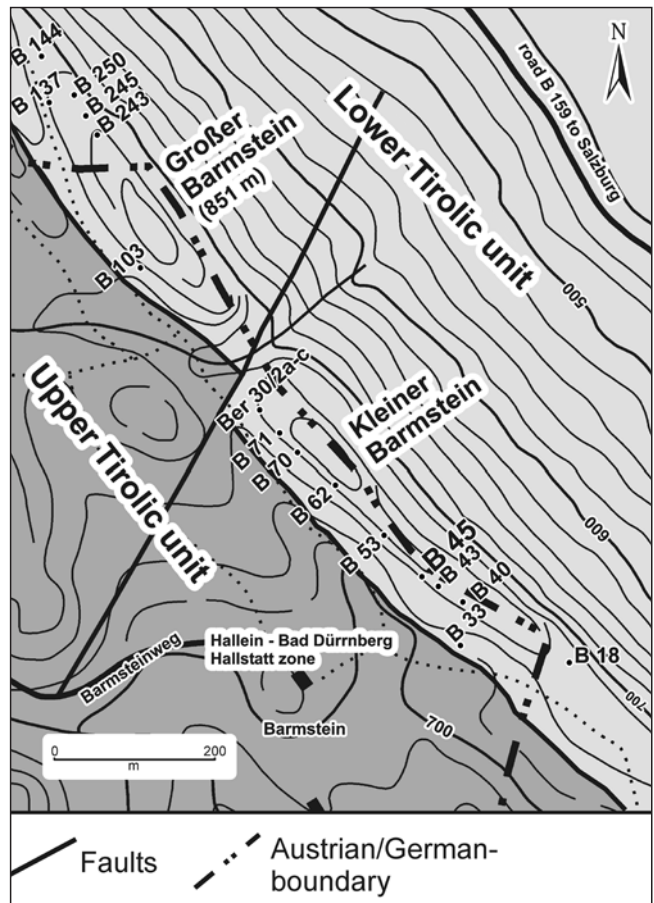 B 144
N
B 137
B 250
B 245
B 243
road B 159 to Salzburg
Großer
Barmstein
(851 m)
Lower Tirolic unit
B 103
500
Upper Tirolic unit
Ber 30/2a-c
Kleiner
Barmstein
B 71
B 70
B 62
B 53
B 45
B 43
B 40
B 33
600
B 18
Hallein - Bad Dürrnberg
Hallstatt zone
Barmsteinweg
Barmstein
700
700
0 200
m
Faults
Austrian/German-
boundary